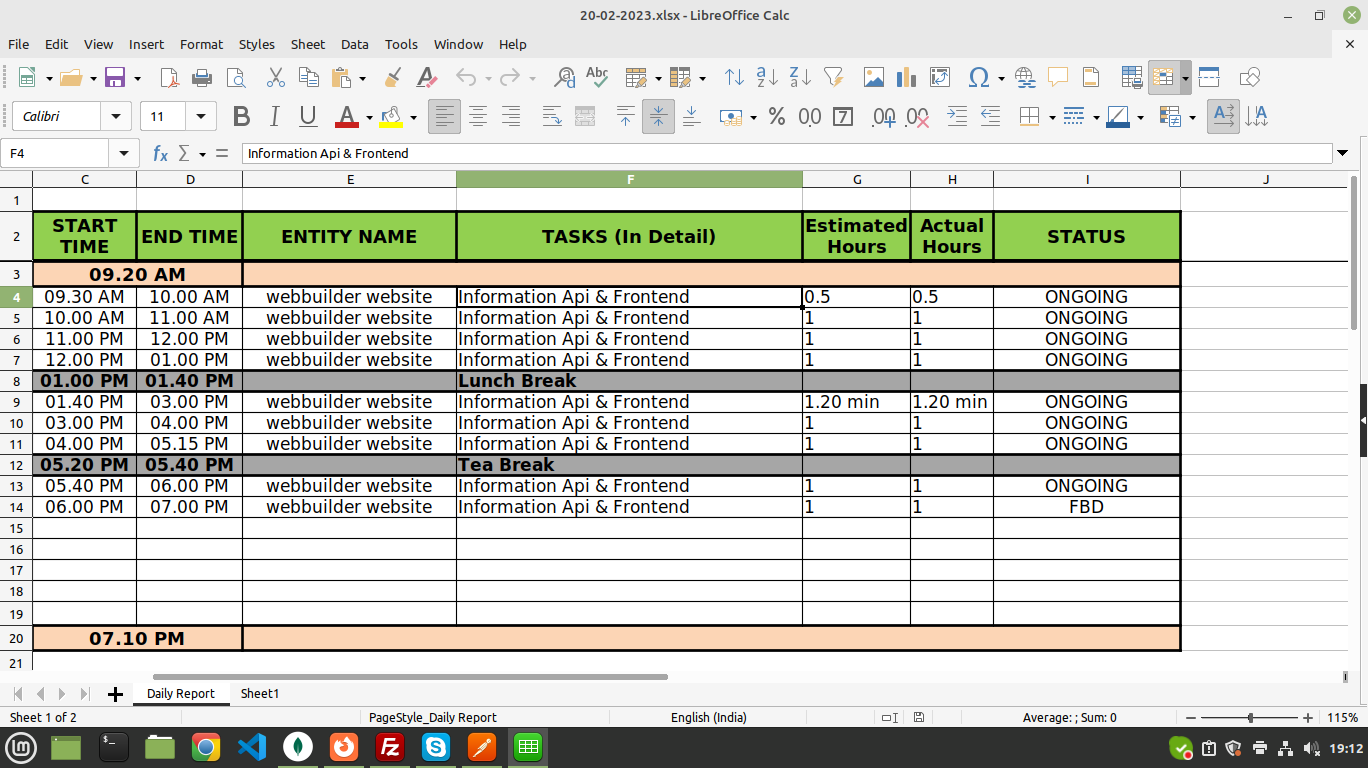 20-02-2023.xlsx - LibreOffice Calc
File Edit View Insert Format Styles Sheet Data Tools Window Help
Calibri 11
F4 Information Api & Frontend
C D E F G H I J
1
2 START TIME END TIME ENTITY NAME TASKS (In Detail) Estimated Hours Actual Hours STATUS
3 09.20 AM
4 09.30 AM 10.00 AM webbuilder website Information Api & Frontend 0.5 0.5 ONGOING
5 10.00 AM 11.00 AM webbuilder website Information Api & Frontend 1 1 ONGOING
6 11.00 PM 12.00 PM webbuilder website Information Api & Frontend 1 1 ONGOING
7 12.00 PM 01.00 PM webbuilder website Information Api & Frontend 1 1 ONGOING
8 01.00 PM 01.40 PM Lunch Break
9 01.40 PM 03.00 PM webbuilder website Information Api & Frontend 1.20 min 1.20 min ONGOING
10 03.00 PM 04.00 PM webbuilder website Information Api & Frontend 1 1 ONGOING
11 04.00 PM 05.15 PM webbuilder website Information Api & Frontend 1 1 ONGOING
12 05.20 PM 05.40 PM Tea Break
13 05.40 PM 06.00 PM webbuilder website Information Api & Frontend 1 1 ONGOING
14 06.00 PM 07.00 PM webbuilder website Information Api & Frontend 1 1 FBD
15
16
17
18
19
20 07.10 PM
21
Daily Report Sheet1
Sheet 1 of 2 PageStyle_Daily Report English (India) Average: ; Sum: 0 115%
19:12